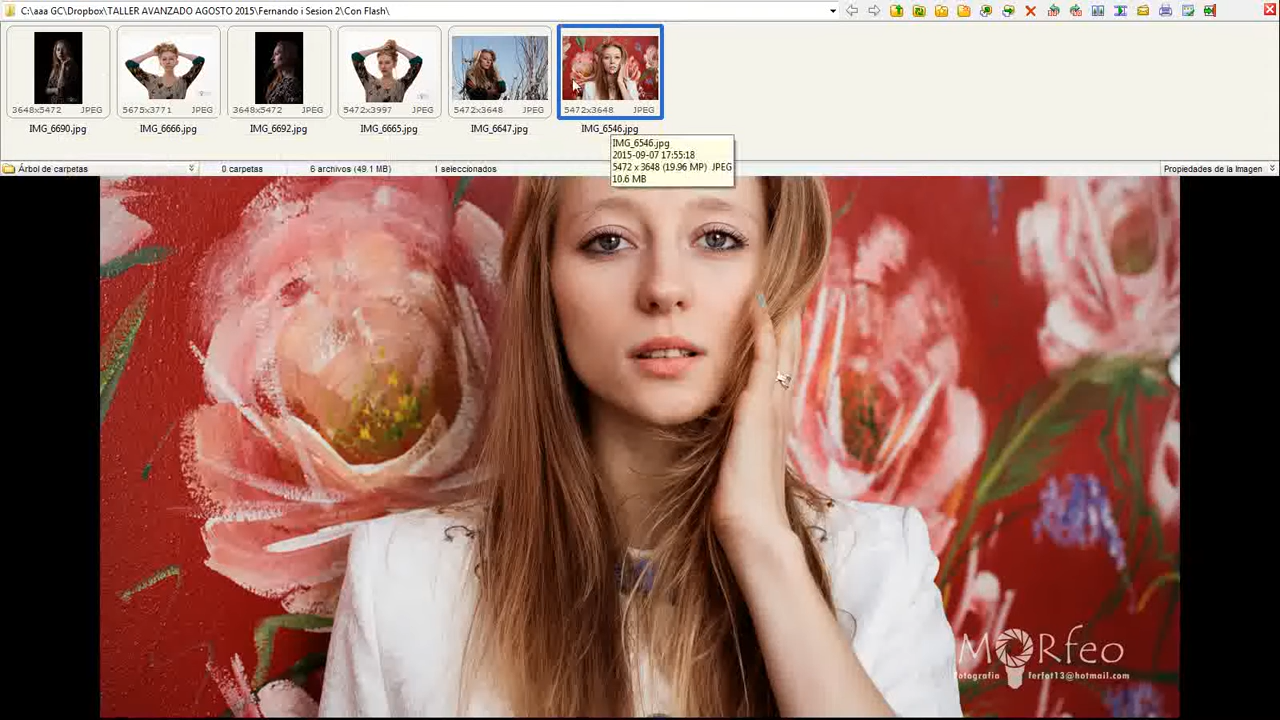 C:\aaa GC\Dropbox\TALLER AVANZADO AGOSTO 2015\Fernando i Sesion 2\Con Flash\
3648x5472 JPEG
5675x3771 JPEG
3648x5472 JPEG
5472x3997 JPEG
5472x3648 JPEG
5472x3648 JPEG
IMG_6690.jpg
IMG_6666.jpg
IMG_6692.jpg
IMG_6665.jpg
IMG_6647.jpg
IMG_6546.jpg
IMG_6546.jpg
2015-09-07 17:55:18
5472 x 3648 (19.96 MP) JPEG
10.6 MB
Árbol de carpetas
0 carpetas
6 archivos (49.1 MB)
1 seleccionados
Propiedades de la Imagen
MORfeo
Fotografia ferfot13@hotmail.com